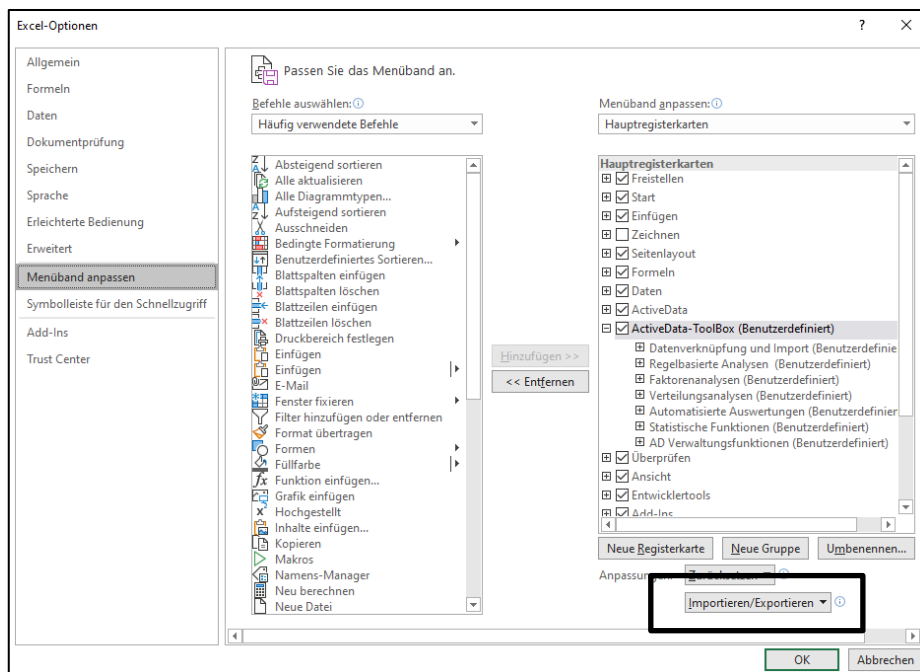 Excel-Optionen
Allgemein
Formeln
Daten
Dokumentprüfung
Speichern
Sprache
Erleichterte Bedienung
Erweitert
Menüband anpassen
Symbolleiste für den Schnellzugriff
Add-Ins
Trust Center
Passen Sie das Menüband an.
Befehle auswählen:
Häufig verwendete Befehle
Absteigend sortieren
Alle aktualisieren
Alle Diagrammtypen...
Aufsteigend sortieren
Ausschneiden
Bedingte Formatierung
Benutzerdefiniertes Sortieren...
Blattspalten einfügen
Blattspalten löschen
Blattzeilen einfügen
Blattzeilen löschen
Druckbereich festlegen
Einfügen
Einfügen
E-Mail
Fenster fixieren
Filter hinzufügen oder entfernen
Format übertragen
Formen
Füllfarbe
Funktion einfügen...
Grafik einfügen
Hochgestellt
Inhalte einfügen...
Kopieren
Makros
Namens-Manager
Neu berechnen
Neue Datei
Hinzufügen >>
<< Entfernen
Menüband anpassen:
Hauptregisterkarten
Hauptregisterkarten
Freistellen
Start
Einfügen
Zeichnen
Seitenlayout
Formeln
Daten
ActiveData
ActiveData-ToolBox (Benutzerdefiniert)
Datenverknüpfung und Import (Benutzerdefinie
Regelbasierte Analysen (Benutzerdefiniert)
Faktorenanalysen (Benutzerdefiniert)
Verteilungsanalysen (Benutzerdefiniert)
Automatisierte Auswertungen (Benutzerdefinier
Statistische Funktionen (Benutzerdefiniert)
AD Verwaltungsfunktionen (Benutzerdefiniert)
Überprüfen
Ansicht
Entwicklertools
Add-Ins
Neue Registerkarte
Neue Gruppe
Umbenennen...
Anpassungen:
Zurücksetzen
Importieren/Exportieren
OK
Abbrechen